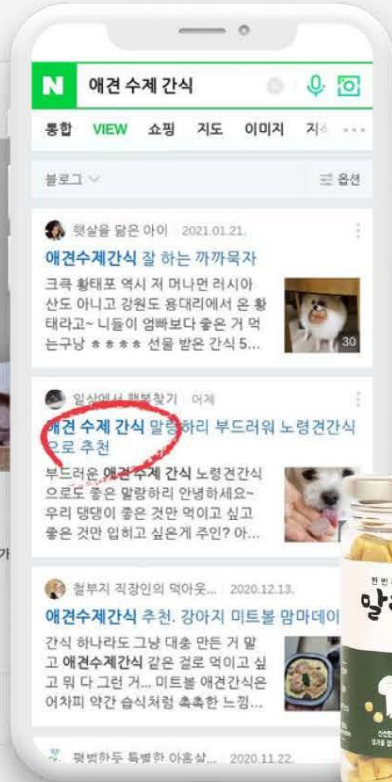 N 애견 수제 간식
통합 VIEW 쇼핑 지도 이미지
블로그 옵션
햇살을 닮은 아이 2021.01.21.
애견수제간식 잘 하는 까까묵자
크큭 황태포 역시 저 머나먼 러시아
산도 아니고 강원도 용대리에서 온 황
태라고~ 니들이 엄빠보다 좋은 거 먹
는구낭 ㅎㅎㅎㅎ 선물 받은 간식 5...
30
일상에서 행복찾기 어제
애견 수제 간식 말랑하리 부드러워 노령견간식
으로 추천
부드러운 애견 수제 간식 노령견간식
으로도 좋은 말랑하리 안녕하세요~
우리 댕댕이 좋은 것만 먹이고 싶고
좋은 것만 입히고 싶은게 주인? 아...
철부지 직장인의 덕아웃... 2020.12.13.
애견수제간식 추천. 강아지 미트볼 맘마데이
간식 하나라도 그냥 대충 만든 거 말
고 애견수제간식 같은 걸로 먹이고 싶
고 뭐 다 그런 거... 미트볼 애견간식은
어차피 약간 습식처럼 촉촉한 느낌...
평범한듯 특별한 아홉살... 2020.11.22.